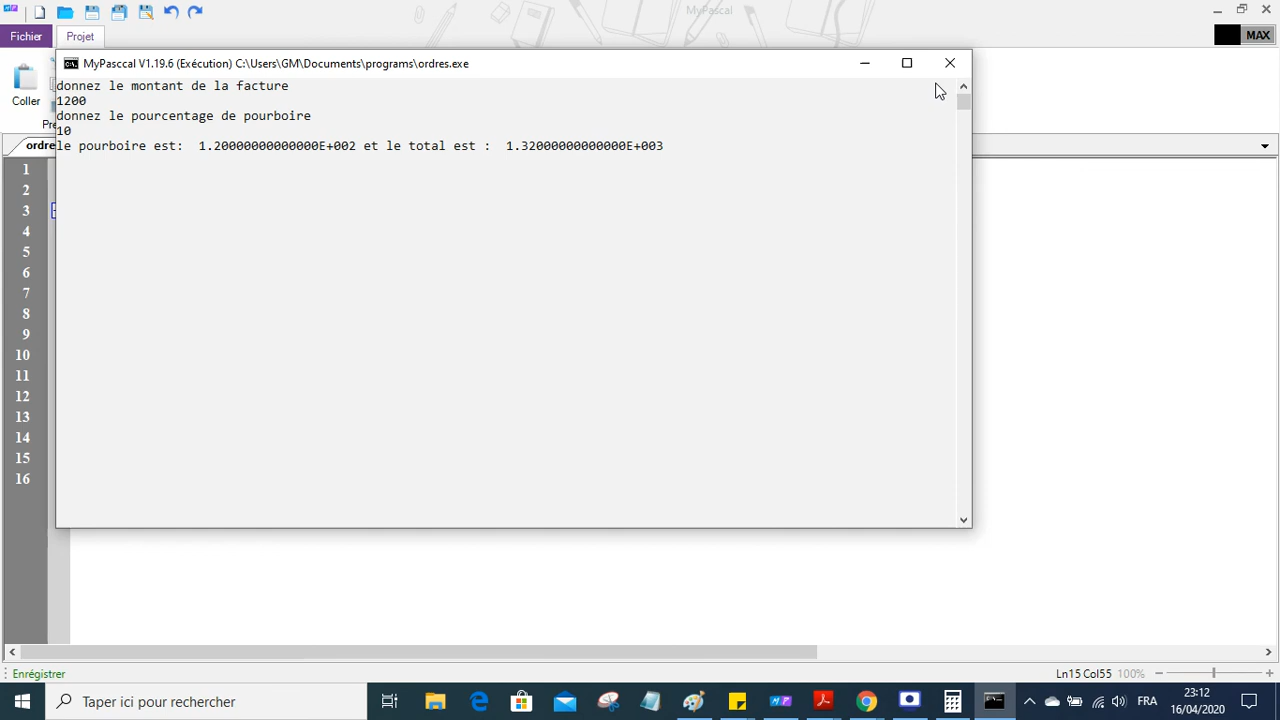 MyPascal
Fichier
Projet
MAX
MyPasccal V1.19.6 (Exécution) C:\Users\GM\Documents\programs\ordres.exe
Coller
donnez le montant de la facture
1200
donnez le pourcentage de pourboire
10
le pourboire est:  1.20000000000000E+002 et le total est :  1.32000000000000E+003
Pre
ordre
1
2
3
4
5
6
7
8
9
10
11
12
13
14
15
16
Enrégistrer
Ln15 Col55 100%
Taper ici pour rechercher
FRA
23:12
16/04/2020